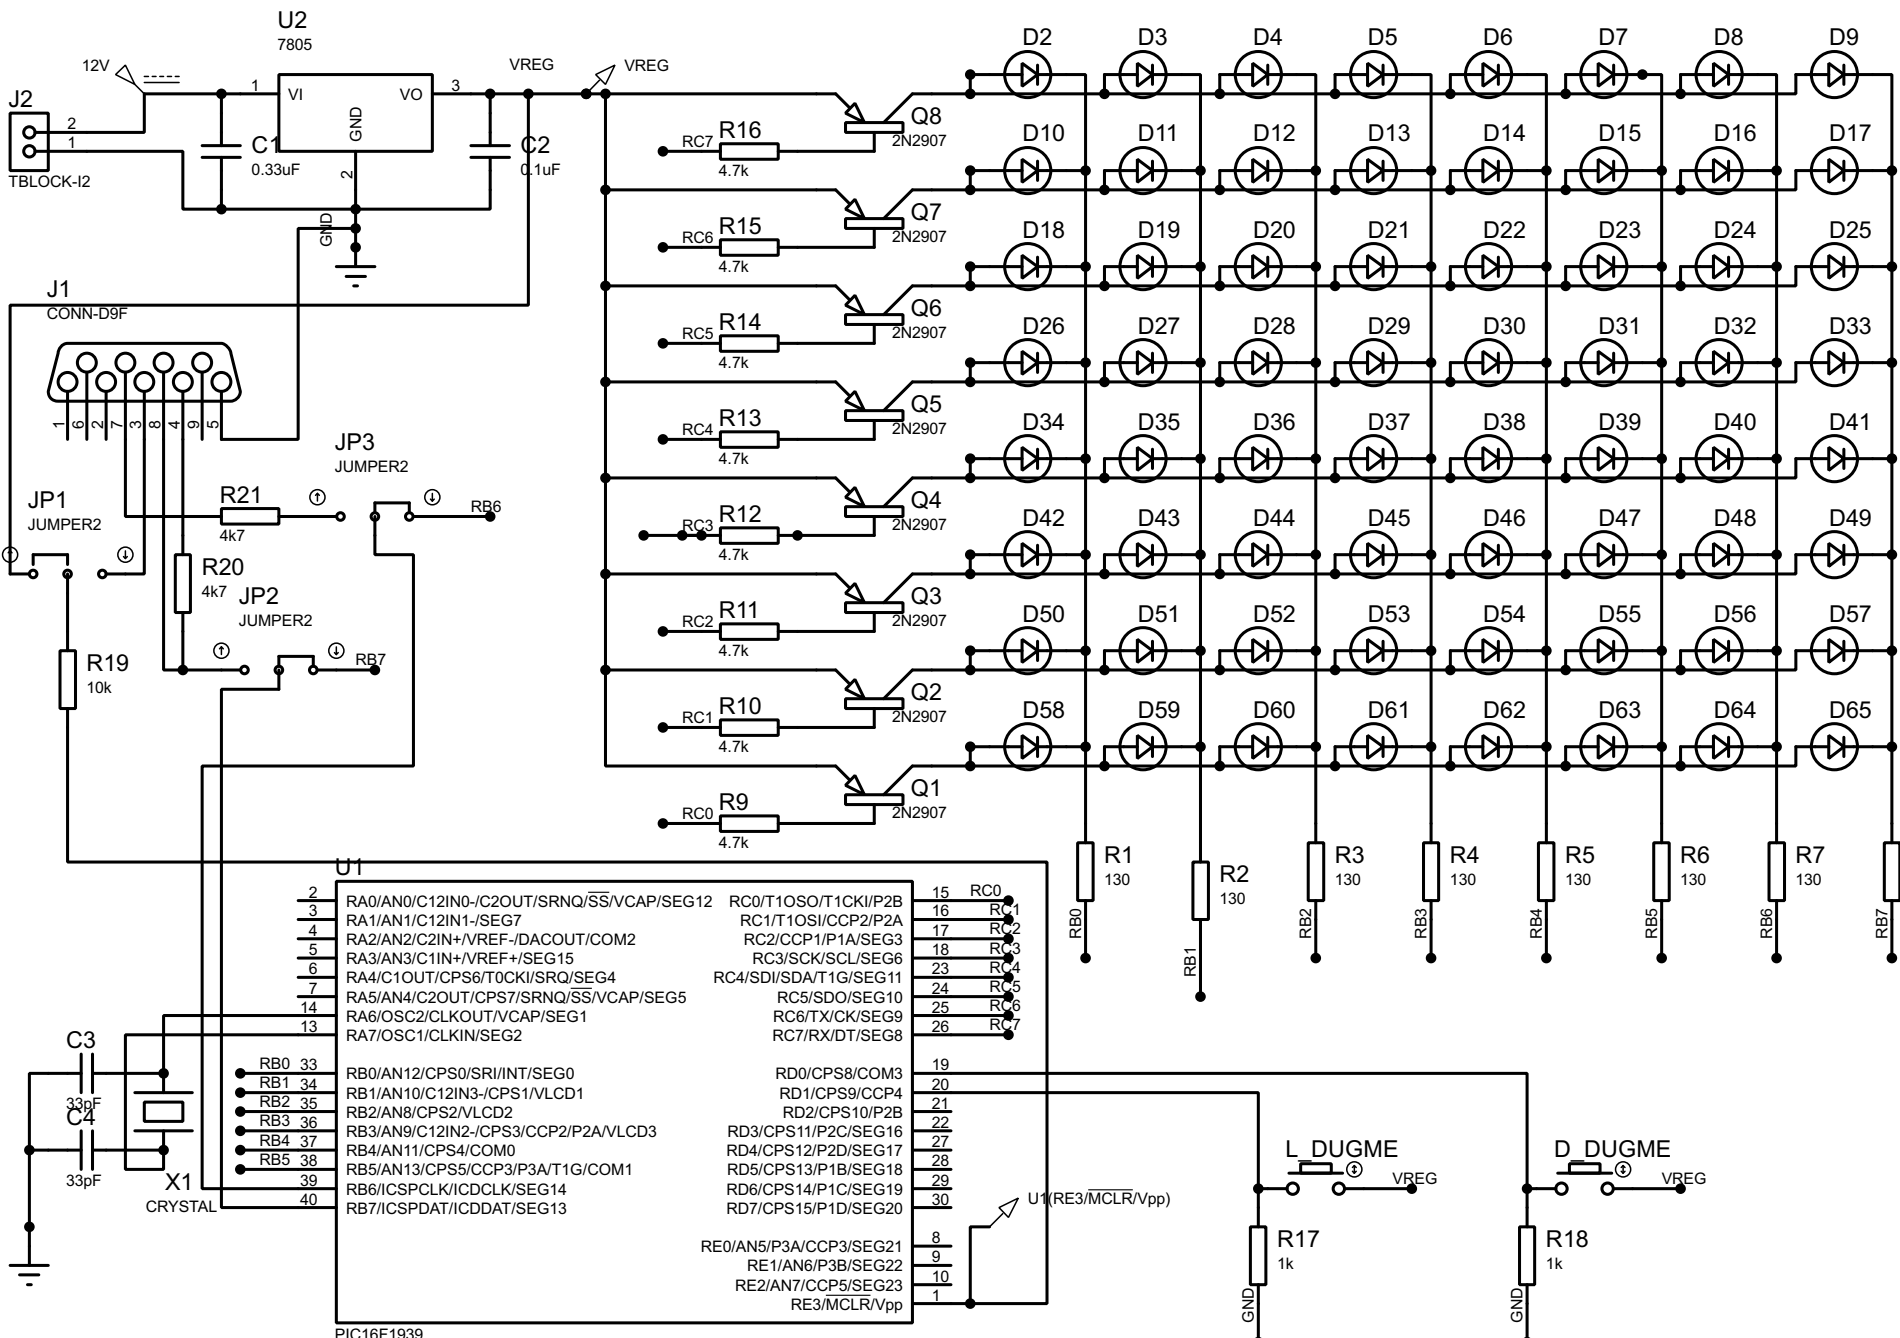 U2
7805
12V
1
VI
VO
3
GND
2
VREG
VREG
J2
2
1
TBLOCK-I2
C1
0.33uF
C2
0.1uF
GND
J1
CONN-D9F
1
6
2
7
3
8
4
9
5
JP3
JUMPER2
RB6
R21
4k7
JP1
JUMPER2
R20
4k7
JP2
JUMPER2
RB7
R19
10k
RC7
R16
4.7k
Q8
2N2907
RC6
R15
4.7k
Q7
2N2907
RC5
R14
4.7k
Q6
2N2907
RC4
R13
4.7k
Q5
2N2907
RC3
R12
4.7k
Q4
2N2907
RC2
R11
4.7k
Q3
2N2907
RC1
R10
4.7k
Q2
2N2907
RC0
R9
4.7k
Q1
2N2907
D2 D3 D4 D5 D6 D7 D8 D9
D10 D11 D12 D13 D14 D15 D16 D17
D18 D19 D20 D21 D22 D23 D24 D25
D26 D27 D28 D29 D30 D31 D32 D33
D34 D35 D36 D37 D38 D39 D40 D41
D42 D43 D44 D45 D46 D47 D48 D49
D50 D51 D52 D53 D54 D55 D56 D57
D58 D59 D60 D61 D62 D63 D64 D65
R1
130
RB0
R2
130
RB1
R3
130
RB2
R4
130
RB3
R5
130
RB4
R6
130
RB5
R7
130
RB6
RB7
U1
2 RA0/AN0/C12IN0-/C2OUT/SRNQ/SS/VCAP/SEG12
3 RA1/AN1/C12IN1-/SEG7
4 RA2/AN2/C2IN+/VREF-/DACOUT/COM2
5 RA3/AN3/C1IN+/VREF+/SEG15
6 RA4/C1OUT/CPS6/T0CKI/SRQ/SEG4
7 RA5/AN4/C2OUT/CPS7/SRNQ/SS/VCAP/SEG5
14 RA6/OSC2/CLKOUT/VCAP/SEG1
13 RA7/OSC1/CLKIN/SEG2
RB0 33 RB0/AN12/CPS0/SRI/INT/SEG0
RB1 34 RB1/AN10/C12IN3-/CPS1/VLCD1
RB2 35 RB2/AN8/CPS2/VLCD2
RB3 36 RB3/AN9/C12IN2-/CPS3/CCP2/P2A/VLCD3
RB4 37 RB4/AN11/CPS4/COM0
RB5 38 RB5/AN13/CPS5/CCP3/P3A/T1G/COM1
39 RB6/ICSPCLK/ICDCLK/SEG14
40 RB7/ICSPDAT/ICDDAT/SEG13
RC0/T1OSO/T1CKI/P2B 15 RC0
RC1/T1OSI/CCP2/P2A 16 RC1
RC2/CCP1/P1A/SEG3 17 RC2
RC3/SCK/SCL/SEG6 18 RC3
RC4/SDI/SDA/T1G/SEG11 23 RC4
RC5/SDO/SEG10 24 RC5
RC6/TX/CK/SEG9 25 RC6
RC7/RX/DT/SEG8 26 RC7
RD0/CPS8/COM3 19
RD1/CPS9/CCP4 20
RD2/CPS10/P2B 21
RD3/CPS11/P2C/SEG16 22
RD4/CPS12/P2D/SEG17 27
RD5/CPS13/P1B/SEG18 28
RD6/CPS14/P1C/SEG19 29
RD7/CPS15/P1D/SEG20 30
RE0/AN5/P3A/CCP3/SEG21 8
RE1/AN6/P3B/SEG22 9
RE2/AN7/CCP5/SEG23 10
RE3/MCLR/Vpp 1
PIC16F1939
C3
33pF
C4
33pF
X1
CRYSTAL
U1(RE3/MCLR/Vpp)
L_DUGME
VREG
R17
1k
GND
D_DUGME
VREG
R18
1k
GND